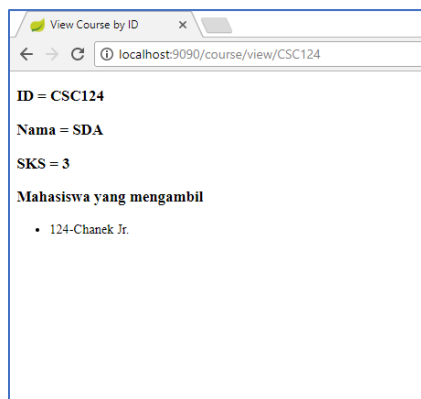 View Course by ID
localhost:9090/course/view/CSC124
ID = CSC124
Nama = SDA
SKS = 3
Mahasiswa yang mengambil
• 124-Chanek Jr.